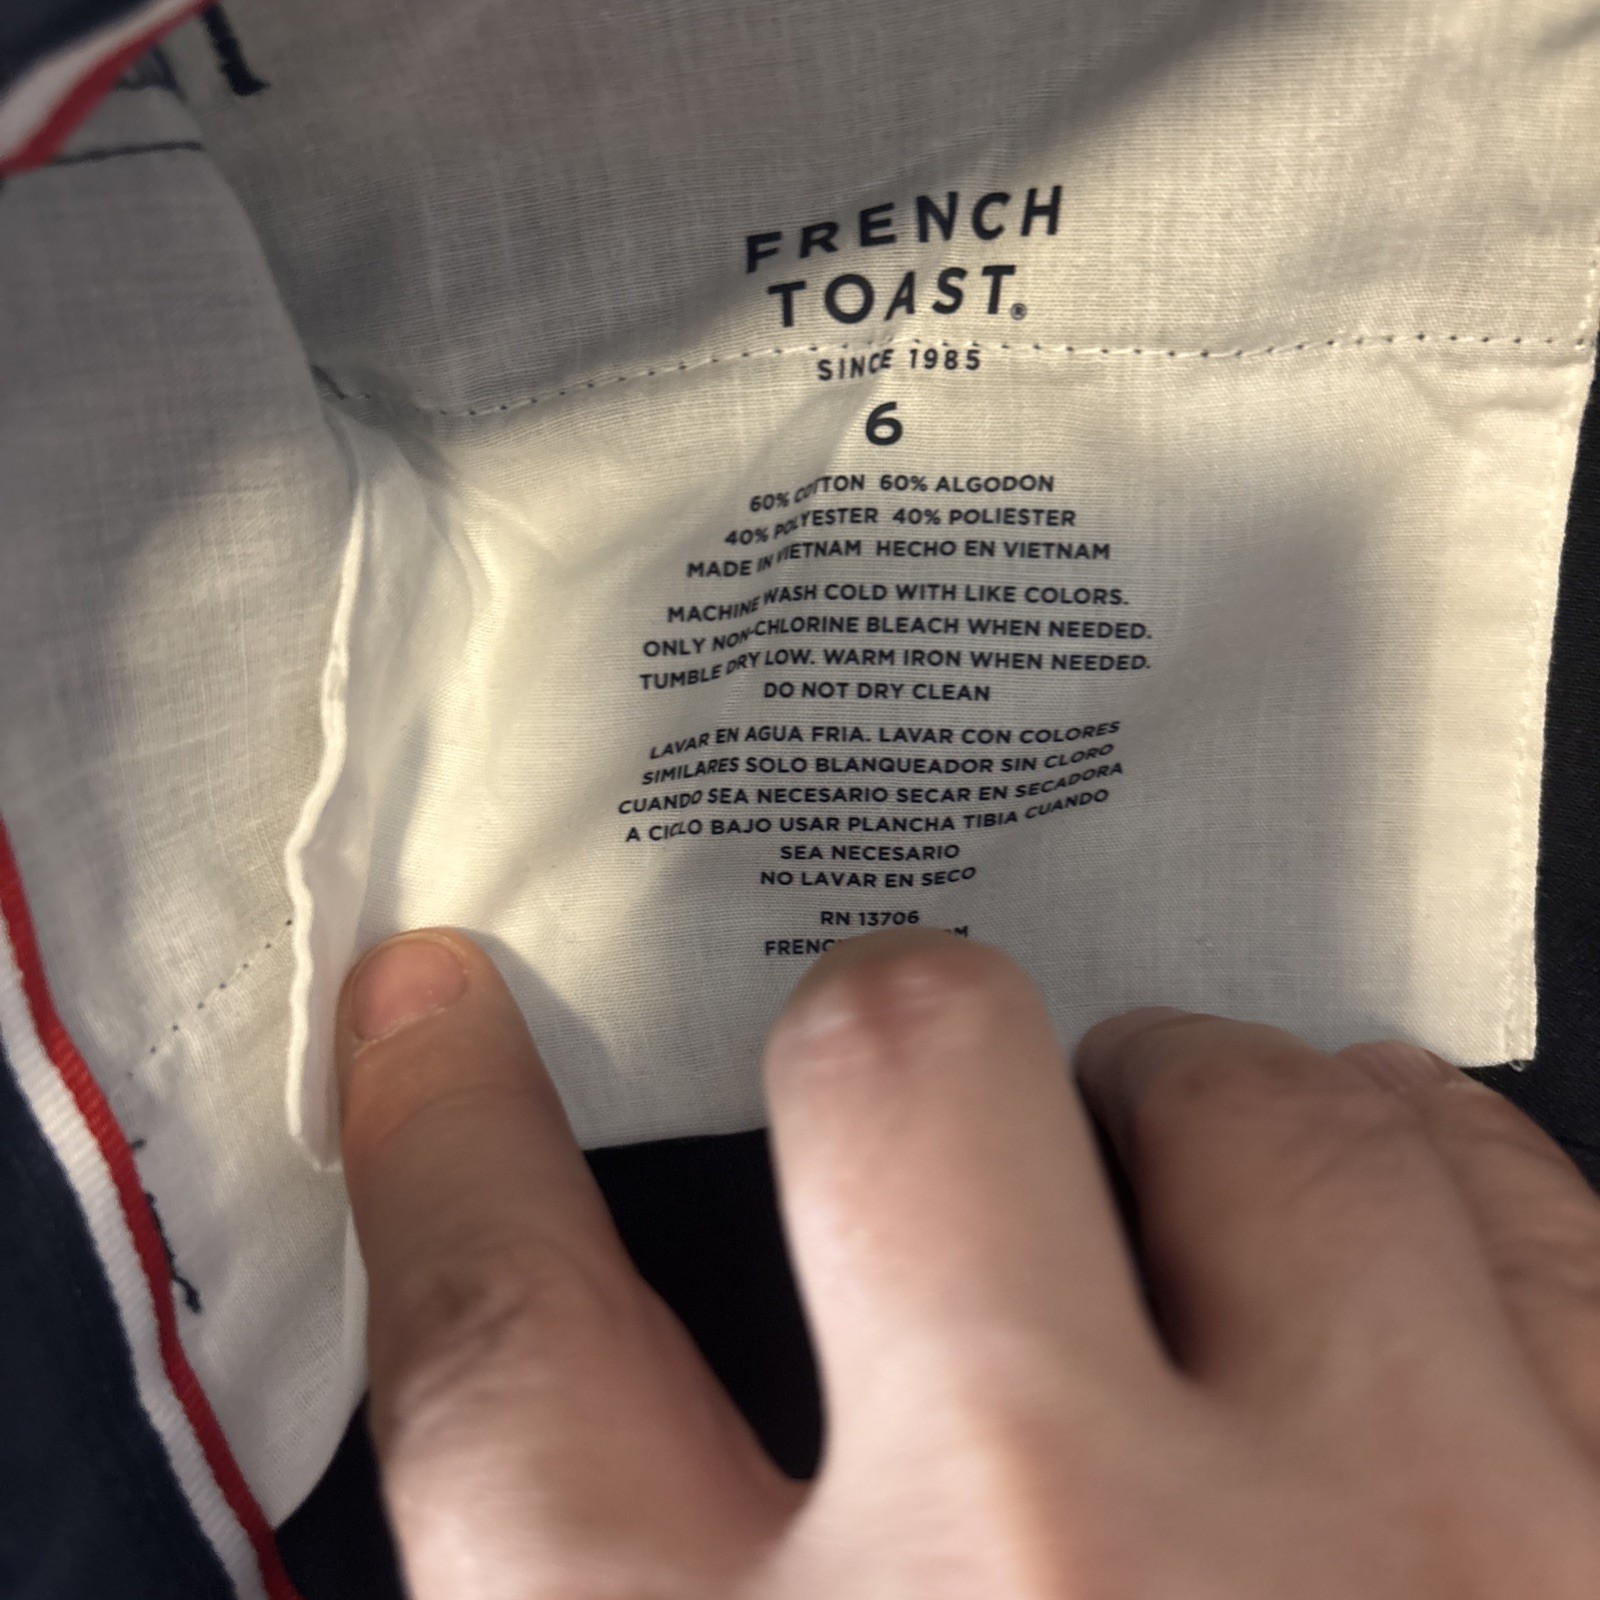 FRENCH
TOAST®
SINCE 1985
6
60% COTTON 60% ALGODON
40% POLYESTER 40% POLIESTER
MADE IN VIETNAM HECHO EN VIETNAM
MACHINE WASH COLD WITH LIKE COLORS.
ONLY NON-CHLORINE BLEACH WHEN NEEDED.
TUMBLE DRY LOW. WARM IRON WHEN NEEDED.
DO NOT DRY CLEAN
LAVAR EN AGUA FRIA. LAVAR CON COLORES
SIMILARES SOLO BLANQUEADOR SIN CLORO
CUANDO SEA NECESARIO SECAR EN SECADORA
A CICLO BAJO USAR PLANCHA TIBIA CUANDO
SEA NECESARIO
NO LAVAR EN SECO
RN 13706